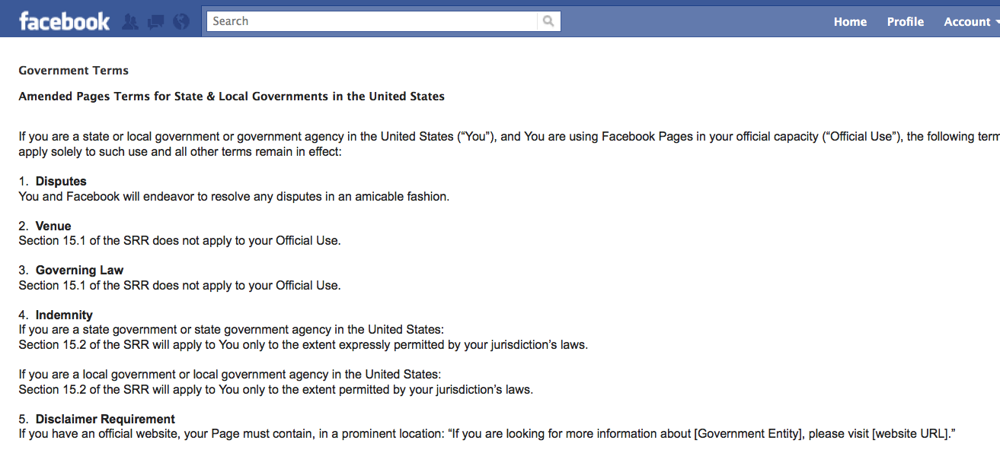 facebook
Search
Home Profile Account
Government Terms
Amended Pages Terms for State & Local Governments in the United States
If you are a state or local government or government agency in the United States (“You”), and You are using Facebook Pages in your official capacity (“Official Use”), the following
apply solely to such use and all other terms remain in effect:
1. Disputes
You and Facebook will endeavor to resolve any disputes in an amicable fashion.
2. Venue
Section 15.1 of the SRR does not apply to your Official Use.
3. Governing Law
Section 15.1 of the SRR does not apply to your Official Use.
4. Indemnity
If you are a state government or state government agency in the United States:
Section 15.2 of the SRR will apply to You only to the extent expressly permitted by your jurisdiction’s laws.
If you are a local government or local government agency in the United States:
Section 15.2 of the SRR will apply to You only to the extent permitted by your jurisdiction’s laws.
5. Disclaimer Requirement
If you have an official website, your Page must contain, in a prominent location: “If you are looking for more information about [Government Entity], please visit [website URL].”